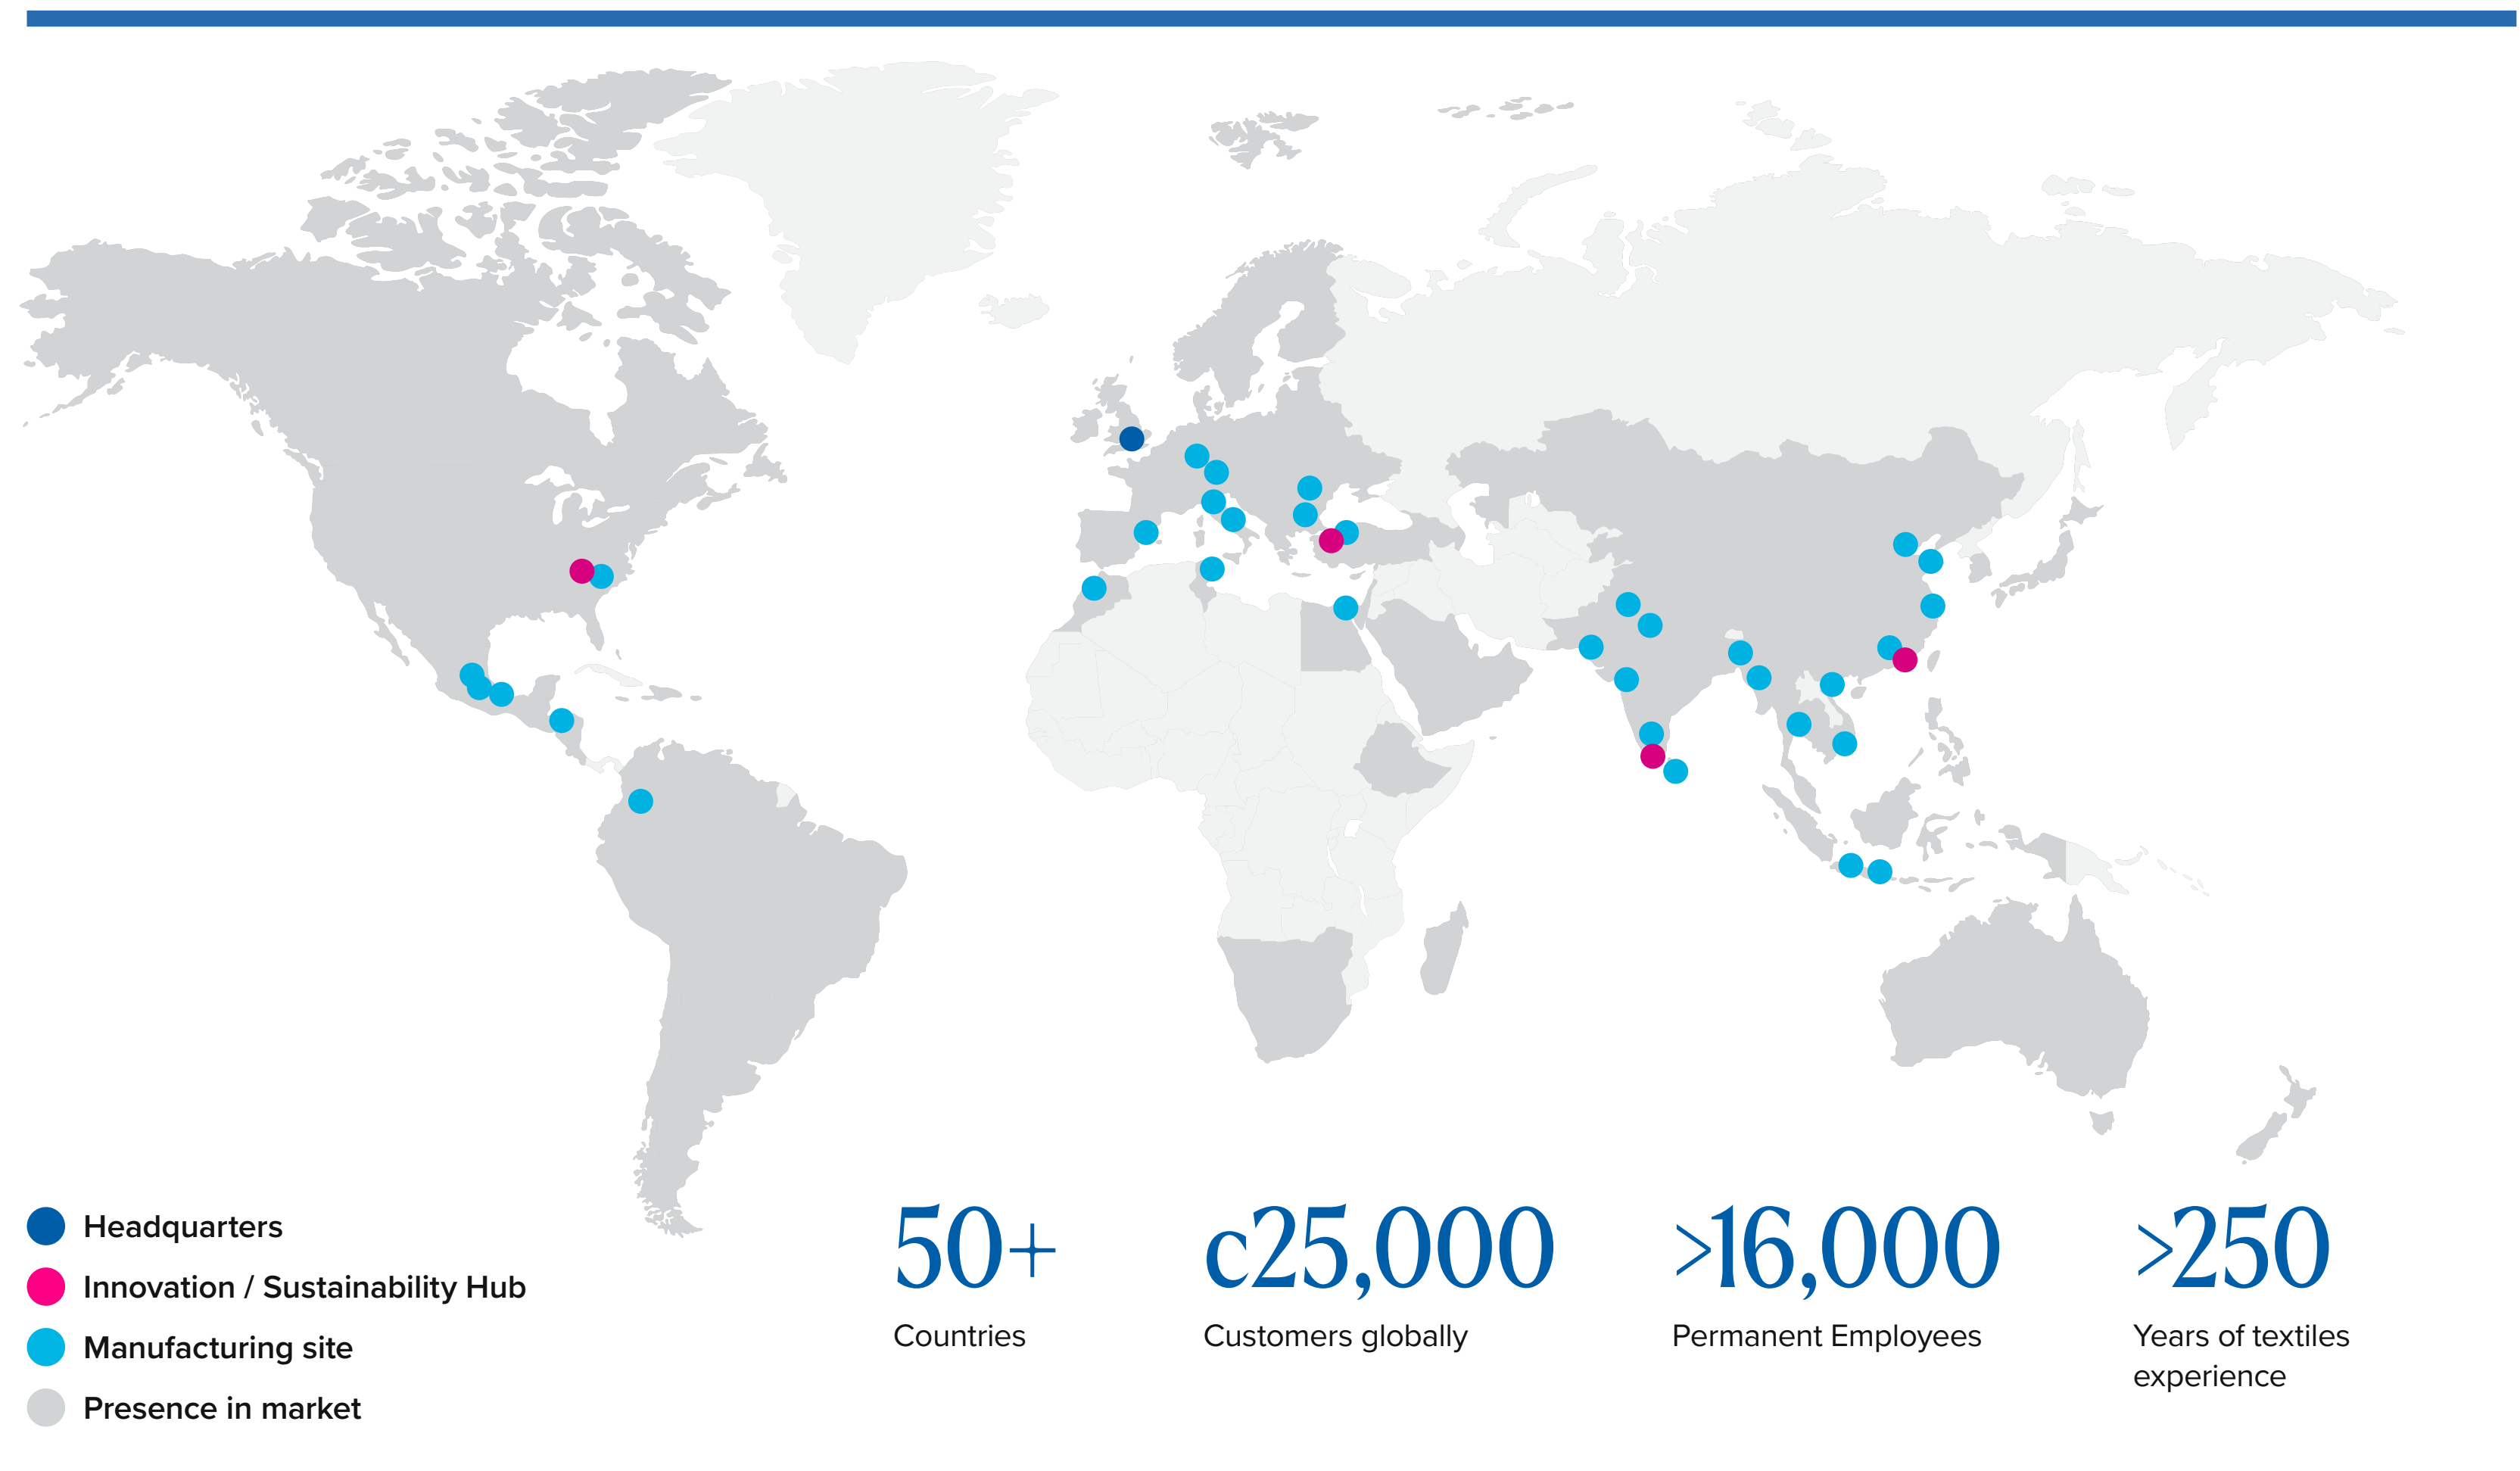 Headquarters
Innovation / Sustainability Hub
Manufacturing site
Presence in market
50+
Countries
c25,000
Customers globally
>16,000
Permanent Employees
>250
Years of textiles
experience